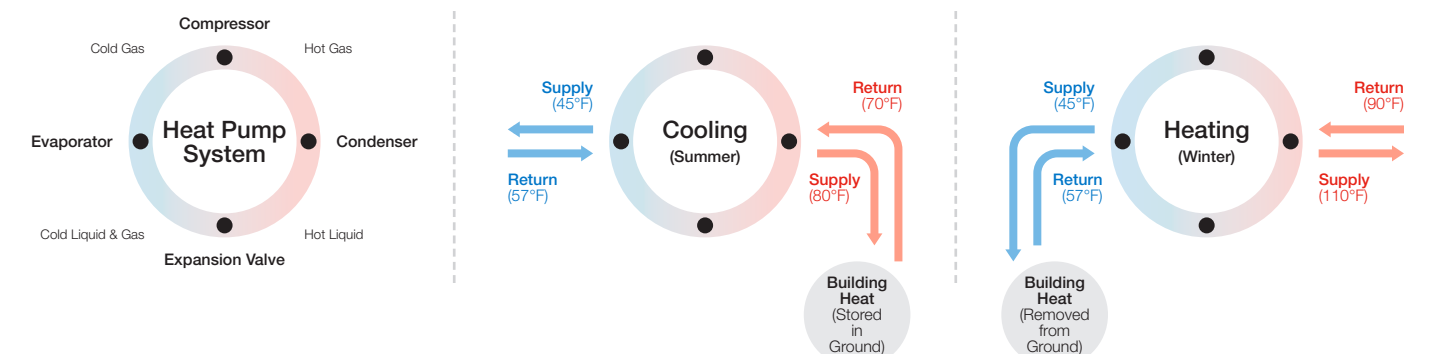 Compressor
Cold Gas
Hot Gas
Evaporator
Heat Pump
System
Condenser
Cold Liquid & Gas
Hot Liquid
Expansion Valve
Supply
(45°F)
Return
(57°F)
Cooling
(Summer)
Return
(70°F)
Supply
(80°F)
Building
Heat
(Stored
in
Ground)
Supply
(45°F)
Return
(57°F)
Heating
(Winter)
Return
(90°F)
Supply
(110°F)
Building
Heat
(Removed
from
Ground)